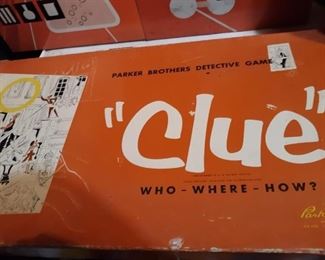 PARKER BROTHERS DETECTIVE GAME
"Clue"
WHO - WHERE - HOW?